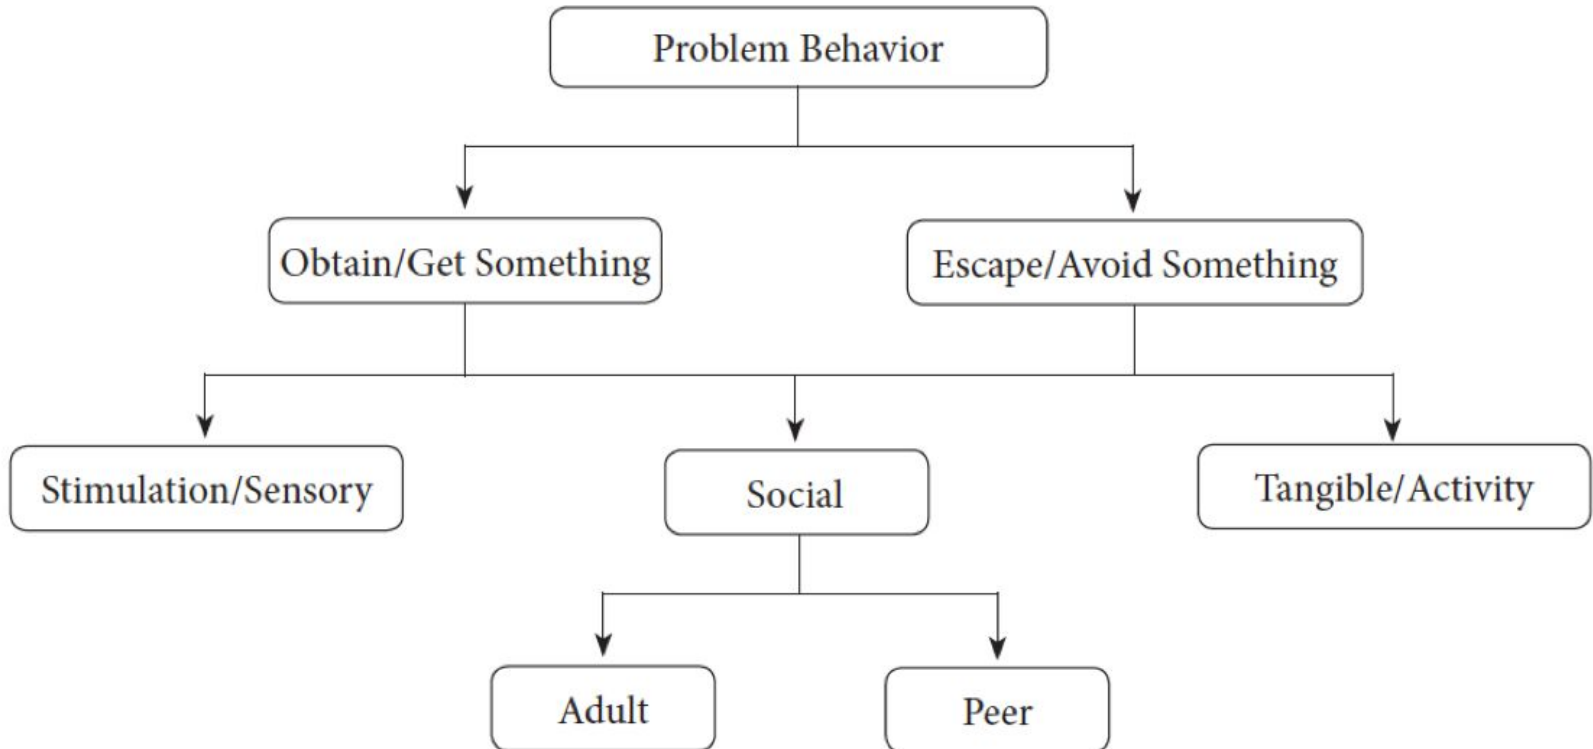 Problem Behavior
Obtain/Get Something
Escape/Avoid Something
Stimulation/Sensory
Social
Tangible/Activity
Adult
Peer